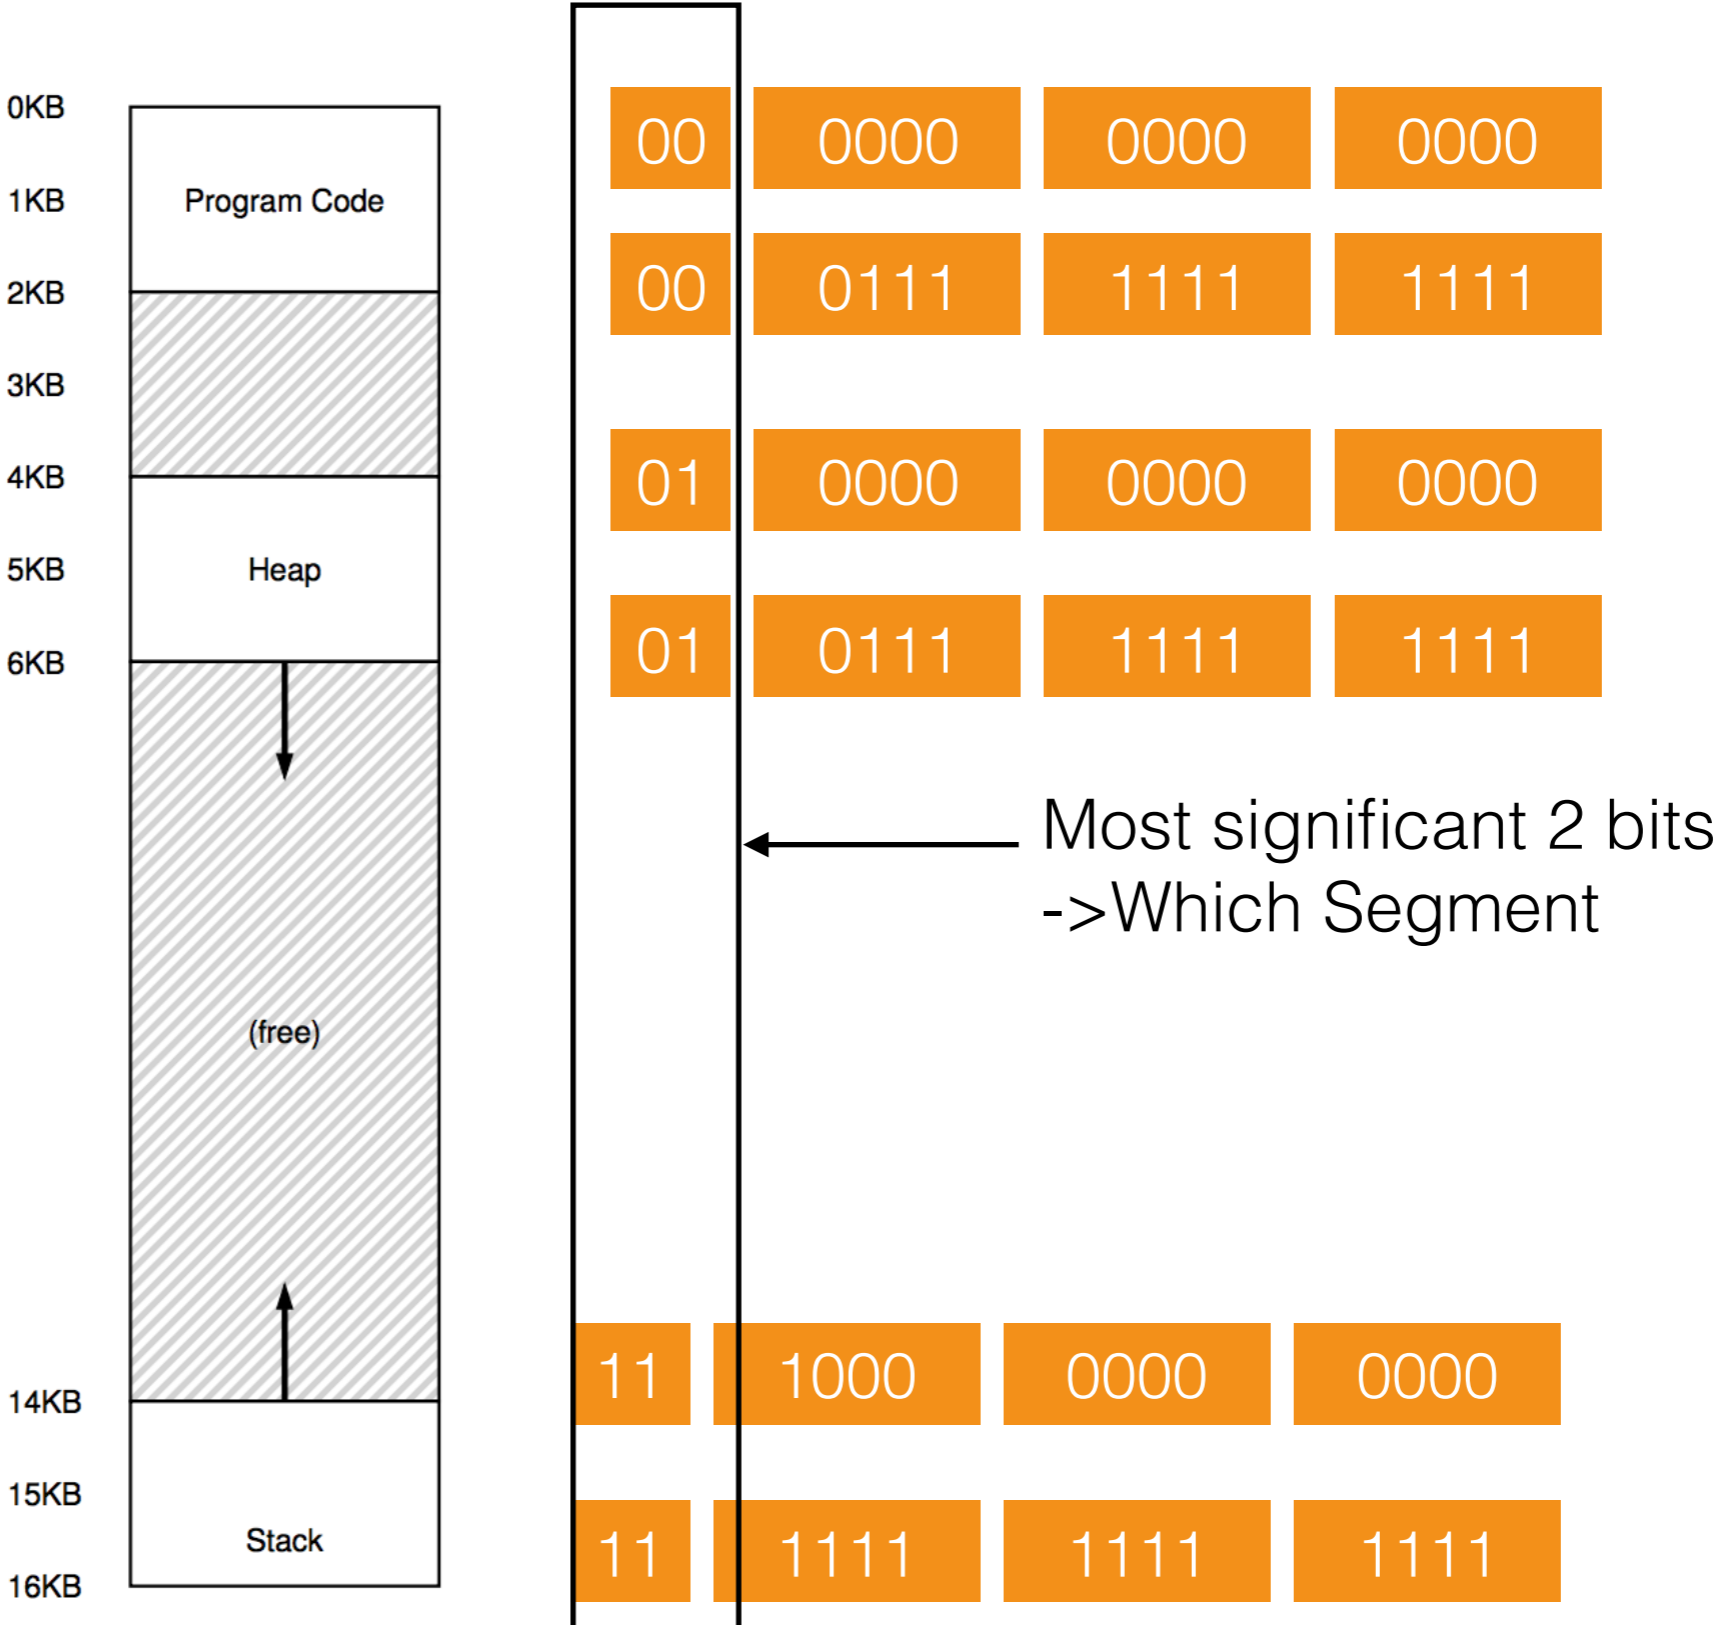 0KB
00 0000 0000 0000
1KB Program Code
00 0111 1111 1111
2KB
3KB
4KB
01 0000 0000 0000
5KB Heap
01 0111 1111 1111
6KB
Most significant 2 bits
->Which Segment
(free)
11 1000 0000 0000
14KB
15KB
Stack
11 1111 1111 1111
16KB